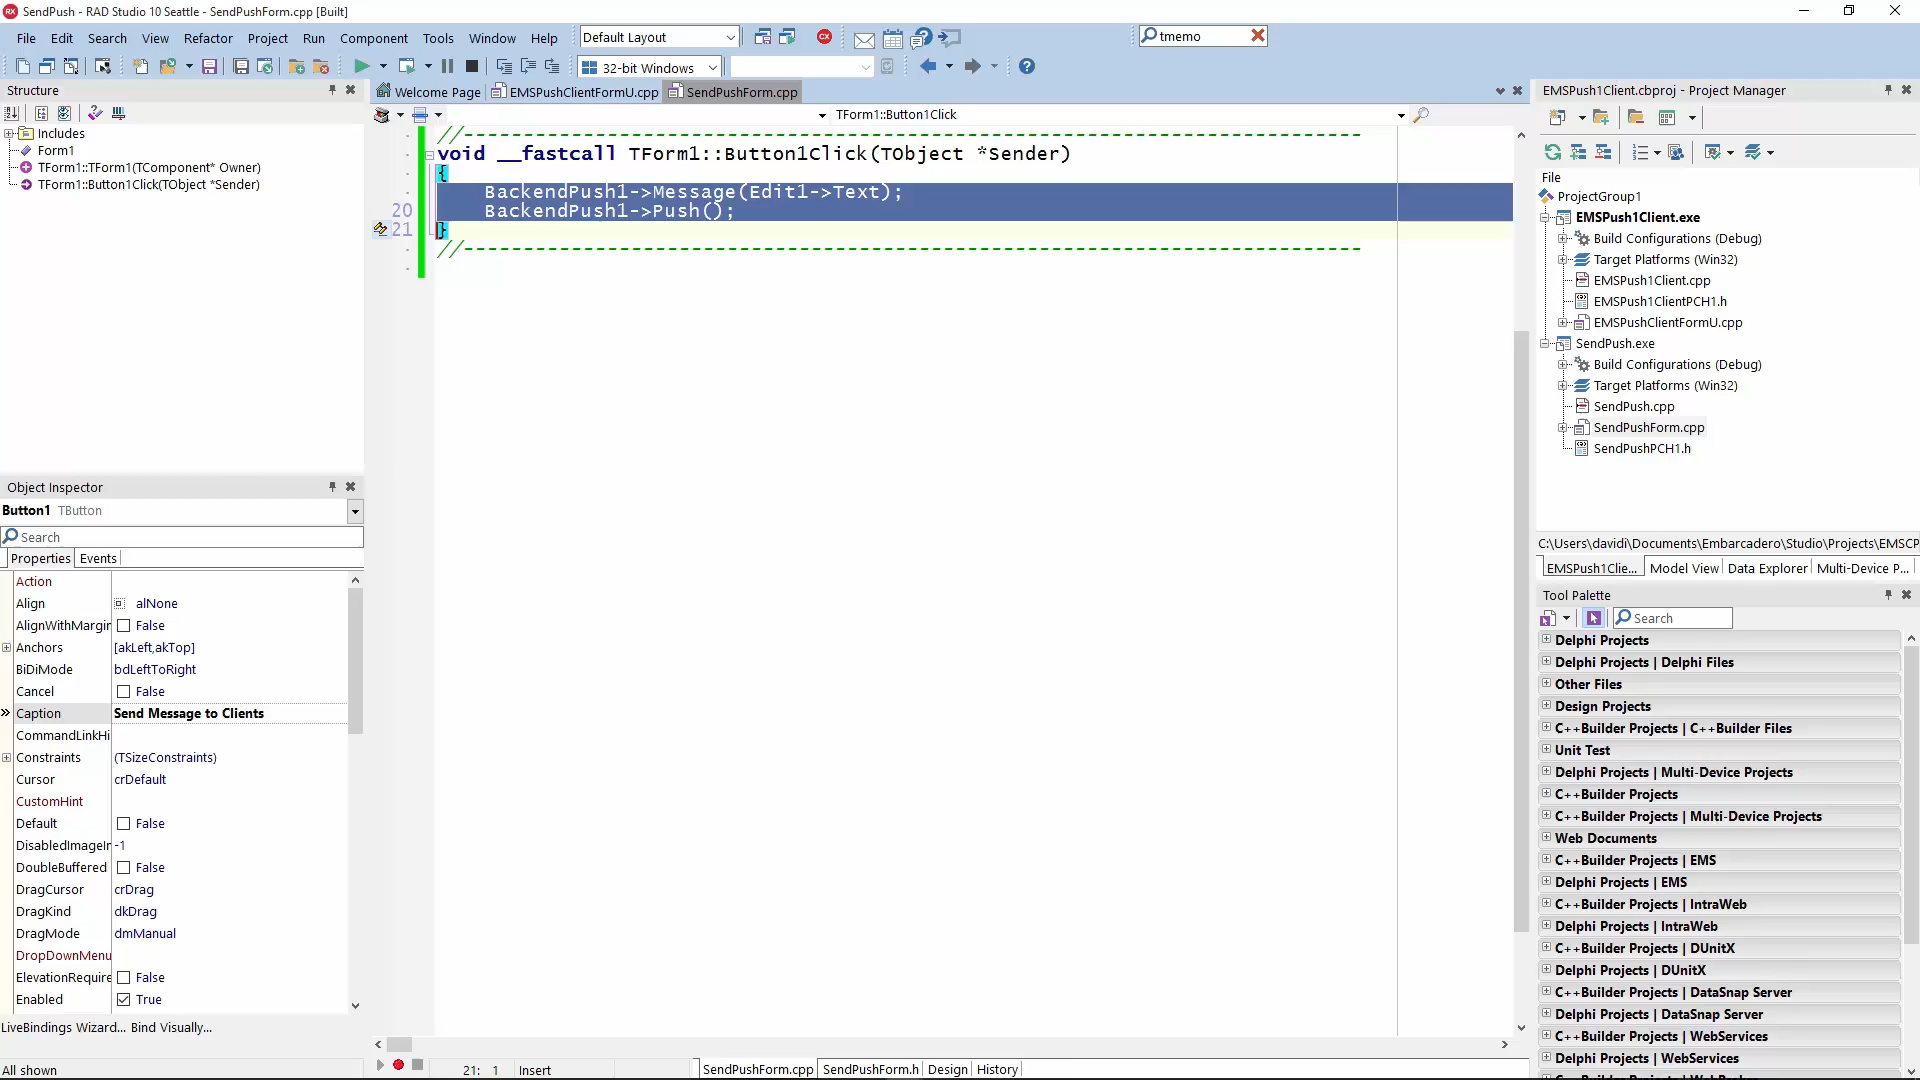 SendPush - RAD Studio 10 Seattle - SendPushForm.cpp [Built]
File Edit Search View Refactor Project Run Component Tools Window Help
Default Layout
tmemo
32-bit Windows
Structure
Includes
Form1
TForm1::TForm1(TComponent* Owner)
TForm1::Button1Click(TObject *Sender)
Welcome Page
EMSPushClientFormU.cpp
SendPushForm.cpp
TForm1::Button1Click
//---------------------------------------------------------------------------
void __fastcall TForm1::Button1Click(TObject *Sender)
{
BackendPush1->Message(Edit1->Text);
20 BackendPush1->Push();
21 }
//---------------------------------------------------------------------------
Object Inspector
Button1 TButton
Search
Properties Events
Action
Align alNone
AlignWithMargin False
Anchors [akLeft,akTop]
BiDiMode bdLeftToRight
Cancel False
» Caption Send Message to Clients
CommandLinkHi
Constraints (TSizeConstraints)
Cursor crDefault
CustomHint
Default False
DisabledImageIr -1
DoubleBuffered False
DragCursor crDrag
DragKind dkDrag
DragMode dmManual
DropDownMenu
ElevationRequire False
Enabled True
LiveBindings Wizard... Bind Visually...
All shown
21: 1 Insert
SendPushForm.cpp SendPushForm.h Design History
EMSPush1Client.cbproj - Project Manager
File
ProjectGroup1
EMSPush1Client.exe
Build Configurations (Debug)
Target Platforms (Win32)
EMSPush1Client.cpp
EMSPush1ClientPCH1.h
EMSPushClientFormU.cpp
SendPush.exe
Build Configurations (Debug)
Target Platforms (Win32)
SendPush.cpp
SendPushForm.cpp
SendPushPCH1.h
C:\Users\davidi\Documents\Embarcadero\Studio\Projects\EMSCP
EMSPush1Clie... Model View Data Explorer Multi-Device P...
Tool Palette
Search
Delphi Projects
Delphi Projects | Delphi Files
Other Files
Design Projects
C++Builder Projects | C++Builder Files
Unit Test
Delphi Projects | Multi-Device Projects
C++Builder Projects
C++Builder Projects | Multi-Device Projects
Web Documents
C++Builder Projects | EMS
Delphi Projects | EMS
C++Builder Projects | IntraWeb
Delphi Projects | IntraWeb
C++Builder Projects | DUnitX
Delphi Projects | DUnitX
C++Builder Projects | DataSnap Server
Delphi Projects | DataSnap Server
C++Builder Projects | WebServices
Delphi Projects | WebServices